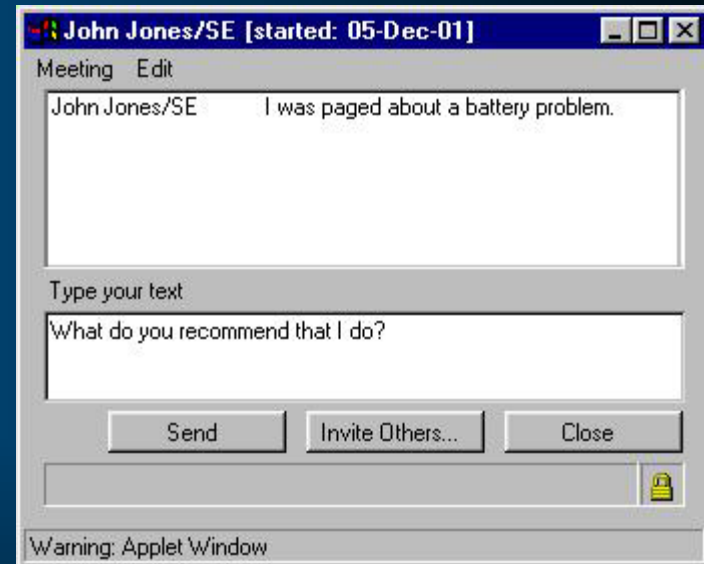 John Jones/SE [started: 05-Dec-01]
Meeting Edit
John Jones/SE I was paged about a battery problem.
Type your text
What do you recommend that I do?
Send Invite Others... Close
Warning: Applet Window